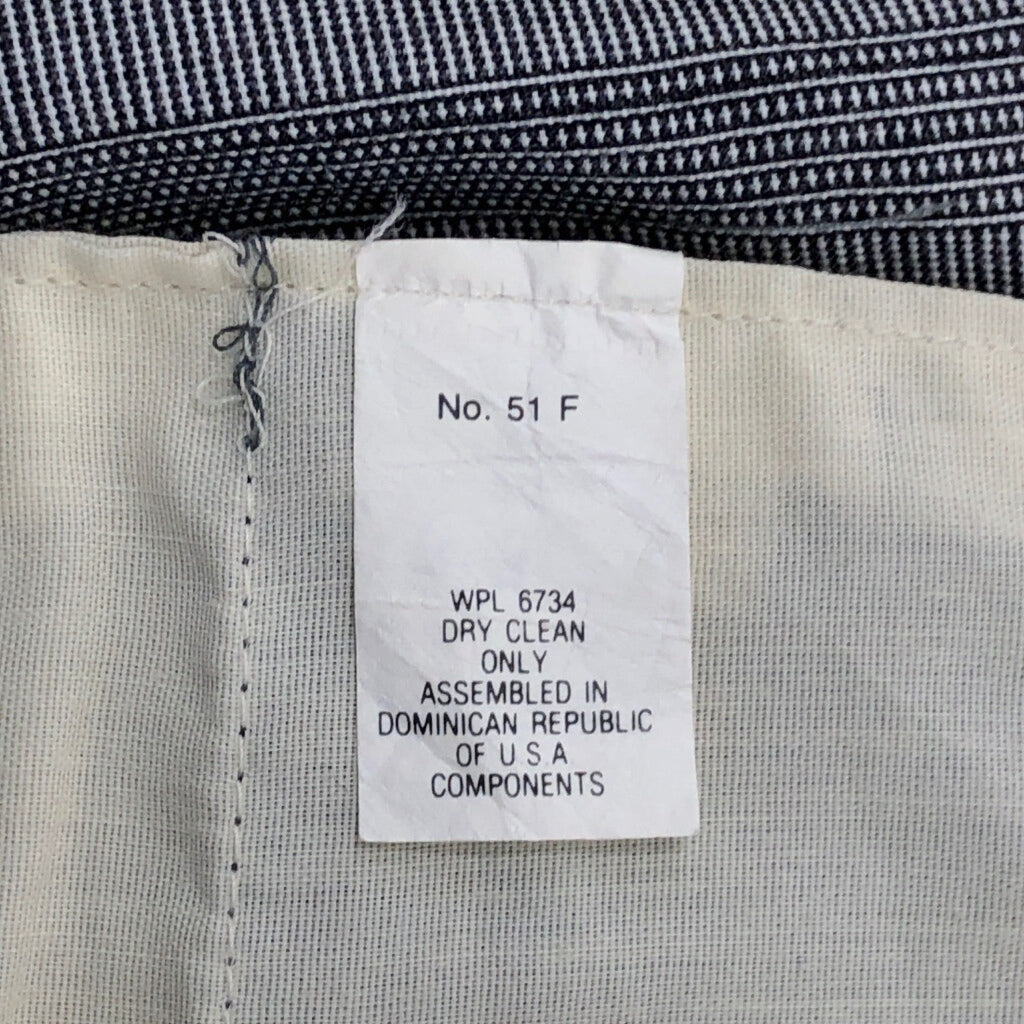 No. 51 F
WPL 6734
DRY CLEAN
ONLY
ASSEMBLED IN
DOMINICAN REPUBLIC
OF U S A
COMPONENTS